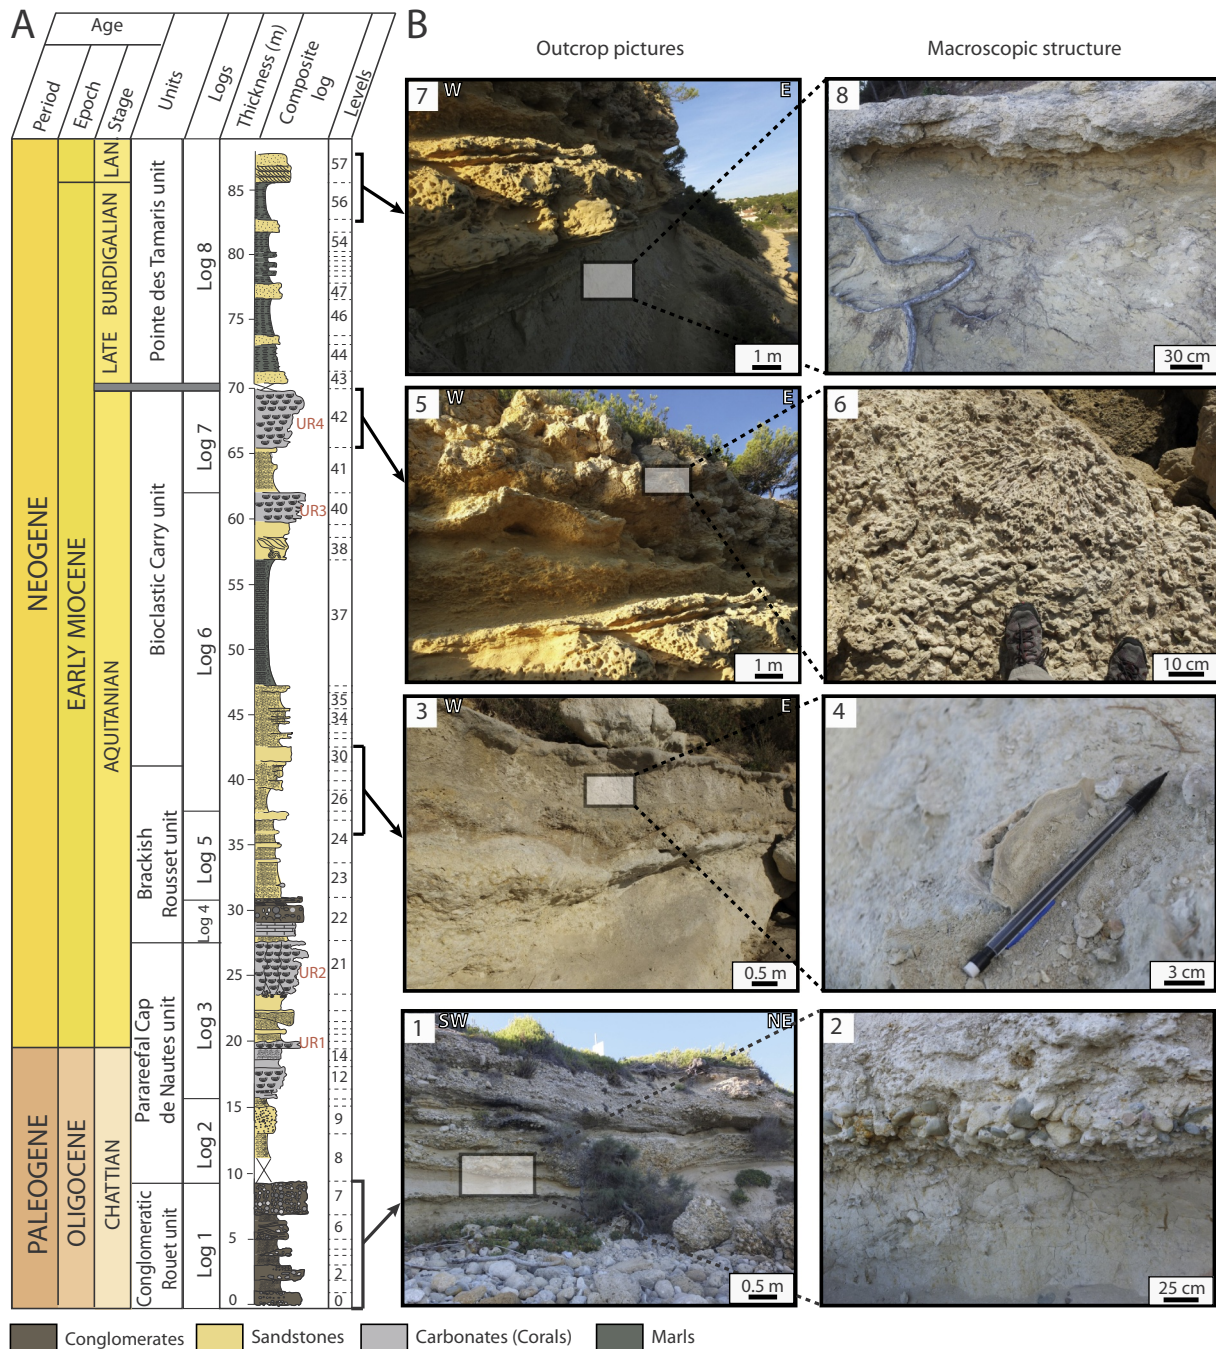 A
B
Age
Period
Epoch
Stage
Units
Logs
Thickness (m)
Composite
log
Levels
Outcrop pictures
Macroscopic structure
NEOGENE
PALEOGENE
EARLY MIOCENE
OLIGOCENE
LAN.
LATE BURDIGALIAN
AQUITANIAN
CHATTIAN
Pointe des Tamaris unit
Bioclastic Carry unit
Brackish
Rousset unit
Parareefal Cap
de Nautes unit
Conglomeratic
Rouet unit
Log 8
Log 7
Log 6
Log 5
Log 4
Log 3
Log 2
Log 1
85
80
75
70
65
60
55
50
45
40
35
30
25
20
15
10
5
0
UR4
UR3
UR2
UR1
57
56
54
47
46
44
43
42
41
40
38
37
35
34
30
26
24
23
22
21
14
12
9
8
7
6
2
0
7
W
E
1 m
8
30 cm
5
W
E
1 m
6
10 cm
3
W
E
0.5 m
4
3 cm
1
SW
NE
0.5 m
2
25 cm
Conglomerates
Sandstones
Carbonates (Corals)
Marls